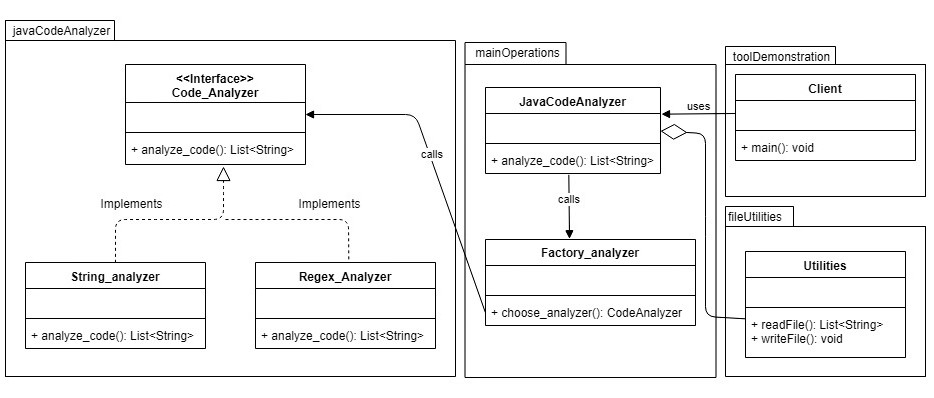 javaCodeAnalyzer
<<Interface>>
Code_Analyzer
+ analyze_code(): List<String>
calls
Implements
Implements
String_analyzer
+ analyze_code(): List<String>
Regex_Analyzer
+ analyze_code(): List<String>
mainOperations
JavaCodeAnalyzer
+ analyze_code(): List<String>
calls
Factory_analyzer
+ choose_analyzer(): CodeAnalyzer
uses
toolDemonstration
Client
+ main(): void
fileUtilities
Utilities
+ readFile(): List<String>
+ writeFile(): void